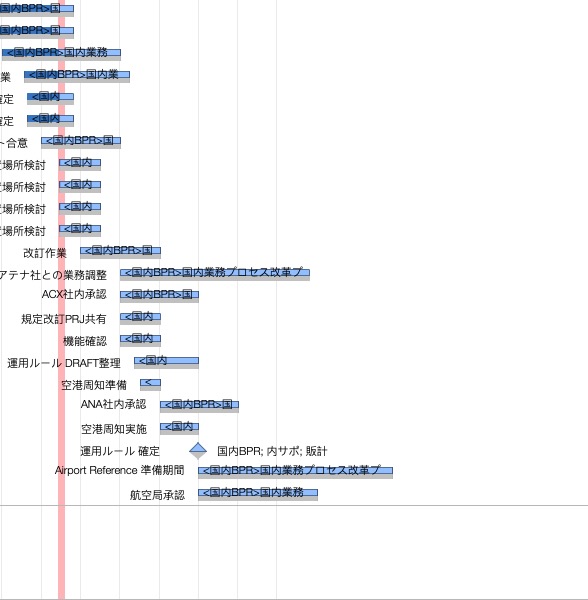 BPR>国
BPR>国
<国内BPR>国内業務
業 <国内BPR>国内業
確定 <国内
確定 <国内
ト合意 <国内BPR>国
場所検討 <国内
場所検討 <国内
場所検討 <国内
場所検討 <国内
改訂作業 <国内BPR>国
アテナ社との業務調整 <国内BPR>国内業務プロセス改革プ
ACX社内承認 <国内BPR>国
規定改訂PRJ共有 <国内
機能確認 <国内
運用ルール DRAFT整理 <国内
空港周知準備 <
ANA社内承認 <国内BPR>国
空港周知実施 <国内
運用ルール 確定 国内BPR; 内サポ; 販計
Airport Reference 準備期間 <国内BPR>国内業務プロセス改革プ
航空局承認 <国内BPR>国内業務